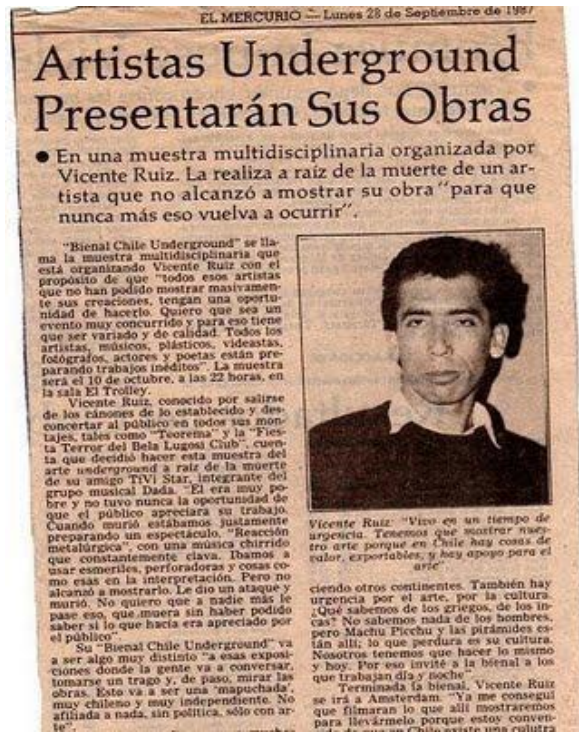 EL MERCURIO — Lunes 28 de Septiembre de 1987
Artistas Underground
Presentarán Sus Obras
● En una muestra multidisciplinaria organizada por
Vicente Ruiz. La realiza a raíz de la muerte de un ar-
tista que no alcanzó a mostrar su obra "para que
nunca más eso vuelva a ocurrir".
"Bienal Chile Underground" se lla-
ma la muestra multidisciplinaria que
está organizando Vicente Ruiz con el
propósito de que "todos esos artistas
que no han podido mostrar masivamen-
te sus creaciones, tengan una oportu-
nidad de hacerlo. Quiero que sea un
evento muy concurrido y para eso tiene
que ser variado y de calidad. Todos los
artistas, músicos, plásticos, videastas,
fotógrafos, actores y poetas están pre-
parando trabajos inéditos". La muestra
será el 10 de octubre, a las 22 horas, en
la sala El Trolley.
Vicente Ruiz, conocido por salirse
de los cánones de lo establecido y des-
concertar al público en todos sus mon-
tajes, tales como "Teorema" y la "Fies-
ta Terror del Bela Lugosi Club", cuen-
ta que decidió hacer esta muestra del
arte underground a raíz de la muerte
de su amigo TiVi Star, integrante del
grupo musical Dada. "El era muy po-
bre y no tuvo nunca la oportunidad de
que el público apreciara su trabajo.
Cuando murió estábamos justamente
preparando un espectáculo, "Reacción
metalúrgica", con una música chirrido
que constantemente clava. Ibamos a
usar esmeriles, perforadoras y cosas co-
mo esas en la interpretación. Pero no
alcanzó a mostrarlo. Le dio un ataque y
murió. No quiero que a nadie más le
pase eso, que muera sin haber podido
saber si lo que hacía era apreciado por
el público"
Su "Bienal Chile Underground" va
a ser algo muy distinto "a esas exposi-
ciones donde la gente va a conversar,
tomarse un trago y, de paso, mirar las
obras. Esto va a ser una 'mapuchada',
muy chileno y muy independiente. No
afiliada a nada, sin política, sólo con ar-
te".
Vicente Ruiz: "Vivo en un tiempo de
urgencia. Tenemos que mostrar nues-
tro arte porque en Chile hay cosas de
valor, exportables, y hay apoyo para el
arte"
ciendo otros continentes. También hay
urgencia por el arte, por la cultura.
¿Qué sabemos de los griegos, de los in-
cas? No sabemos nada de los hombres,
pero Machu Picchu y las pirámides es-
tán allí; lo que perdura es su cultura.
Nosotros tenemos que hacer lo mismo
y hoy. Por eso invité a la bienal a los
que trabajan día y noche".
Terminada la bienal, Vicente Ruiz
se irá a Amsterdam. "Ya me conseguí
que filmaran lo que allí mostraremos
para llevármelo porque estoy conven-
que en Chile existe una culutra